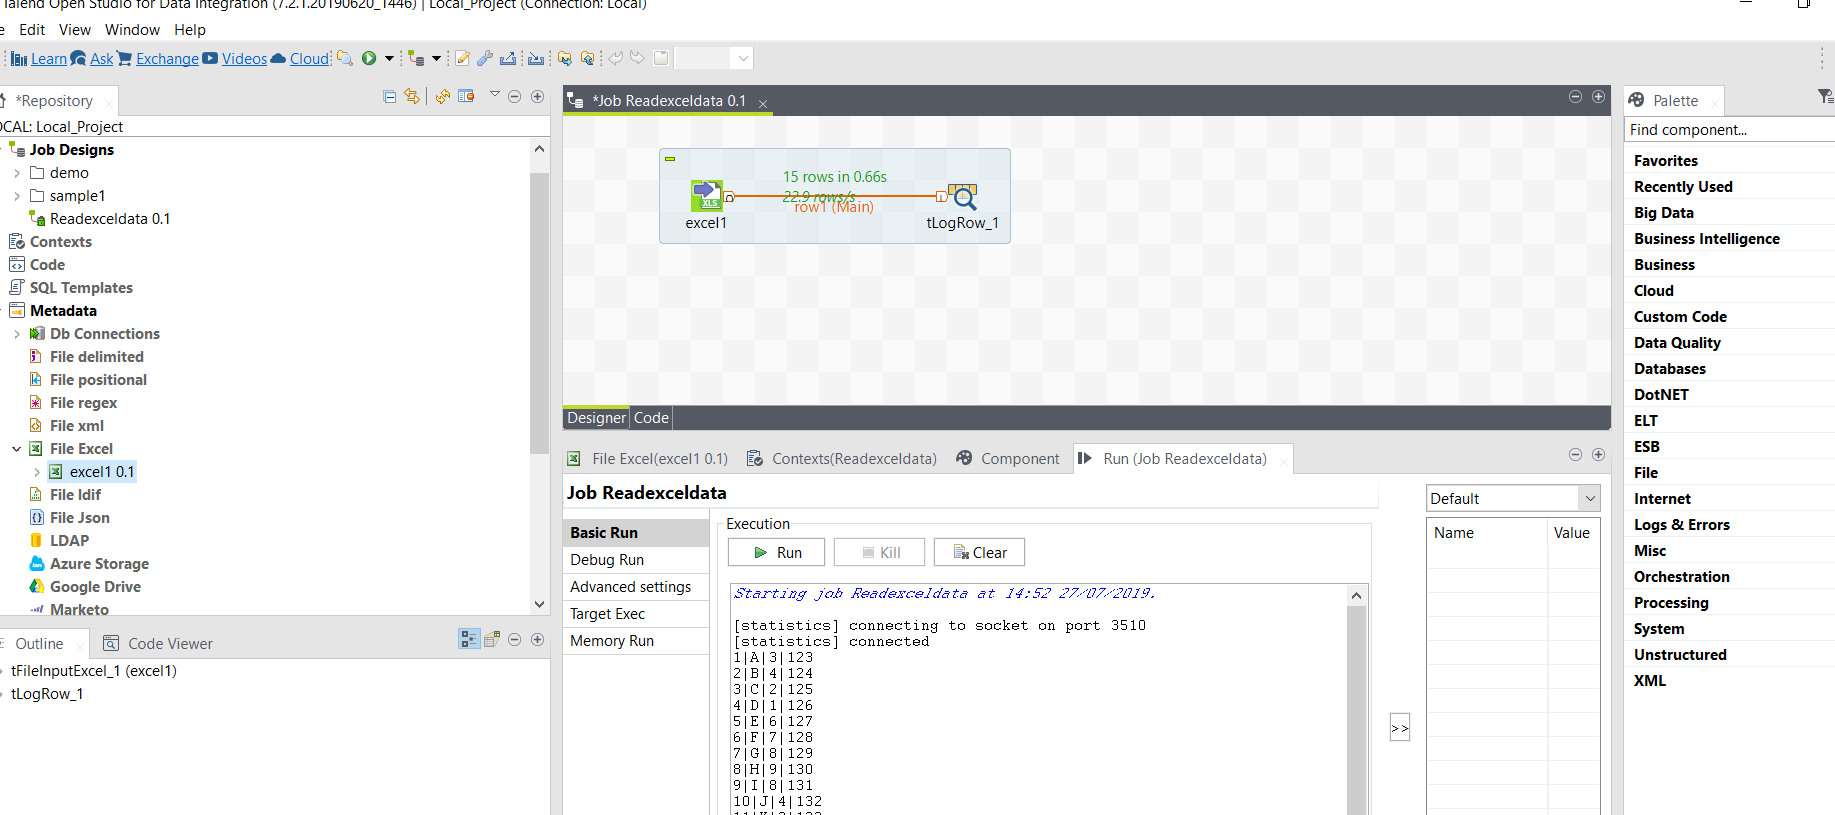 Talend Open Studio for Data Integration (7.2.1.20190620_1446) | Local_Project (Connection: Local)
Edit View Window Help
Learn Ask Exchange Videos Cloud
*Repository
LOCAL: Local_Project
Job Designs
demo
sample1
Readexceldata 0.1
Contexts
Code
SQL Templates
Metadata
Db Connections
File delimited
File positional
File regex
File xml
File Excel
excel1 0.1
File ldif
File Json
LDAP
Azure Storage
Google Drive
Marketo
Outline Code Viewer
tFileInputExcel_1 (excel1)
tLogRow_1
*Job Readexceldata 0.1
15 rows in 0.66s
22.9 rows/s
row1 (Main)
XLS
excel1
tLogRow_1
Designer Code
File Excel(excel1 0.1) Contexts(Readexceldata) Component Run (Job Readexceldata)
Job Readexceldata
Basic Run
Debug Run
Advanced settings
Target Exec
Memory Run
Execution
Run Kill Clear
Starting job Readexceldata at 14:52 27/07/2019.
[statistics] connecting to socket on port 3510
[statistics] connected
1|A|3|123
2|B|4|124
3|C|2|125
4|D|1|126
5|E|6|127
6|F|7|128
7|G|8|129
8|H|9|130
9|I|8|131
10|J|4|132
>>
Default
Name Value
Palette
Find component...
Favorites
Recently Used
Big Data
Business Intelligence
Business
Cloud
Custom Code
Data Quality
Databases
DotNET
ELT
ESB
File
Internet
Logs & Errors
Misc
Orchestration
Processing
System
Unstructured
XML